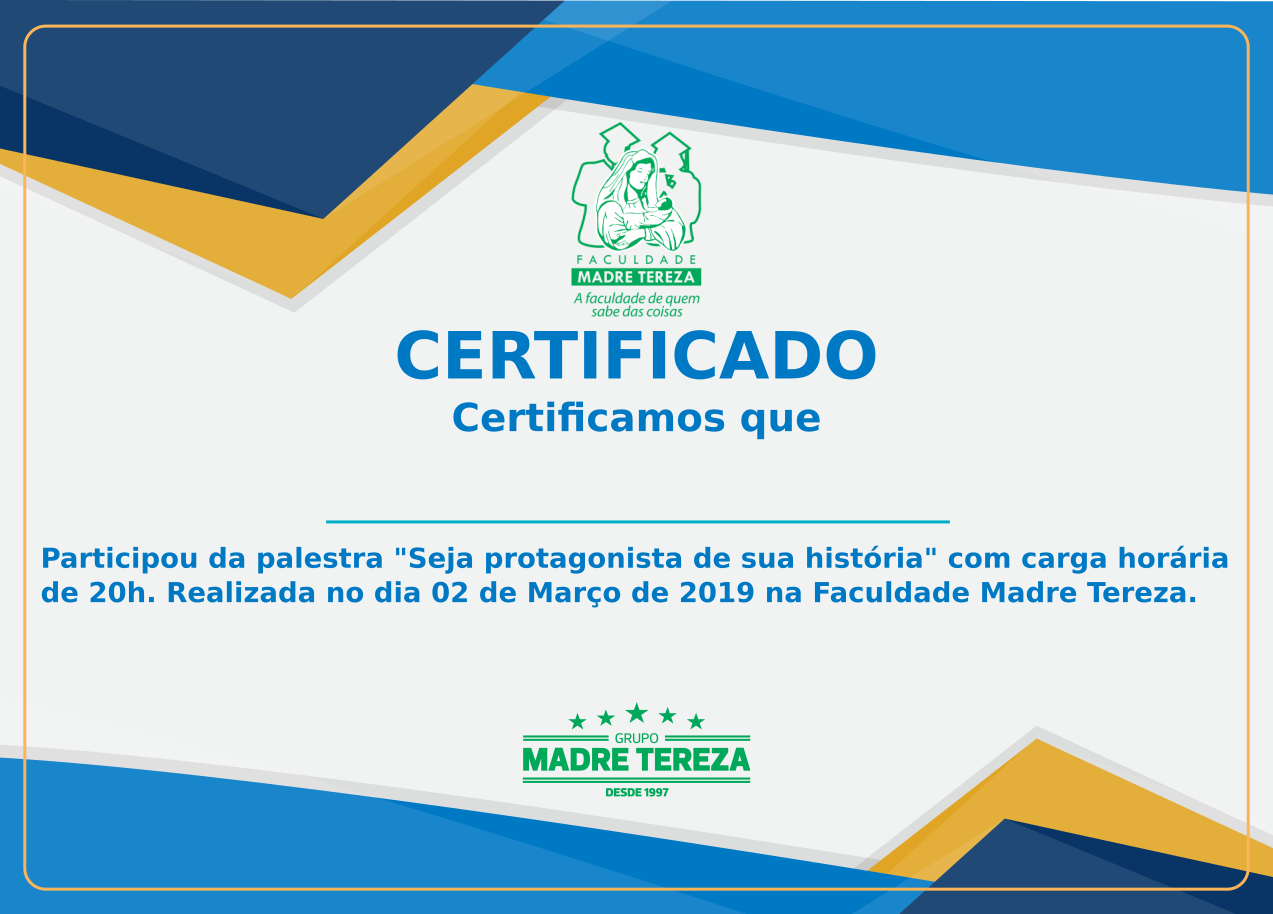 FACULDADE
MADRE TEREZA
A faculdade de quem
sabe das coisas
CERTIFICADO
Certificamos que
Participou da palestra "Seja protagonista de sua história" com carga horária
de 20h. Realizada no dia 02 de Março de 2019 na Faculdade Madre Tereza.
GRUPO
MADRE TEREZA
DESDE 1997